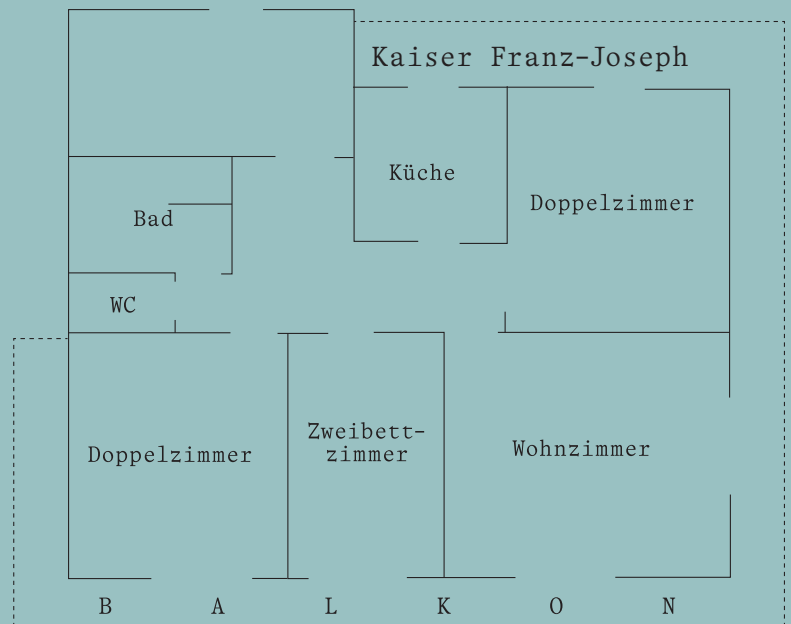 Kaiser Franz-Joseph
Küche
Doppelzimmer
Bad
WC
Doppelzimmer
Zweibett-
zimmer
Wohnzimmer
B A L K O N